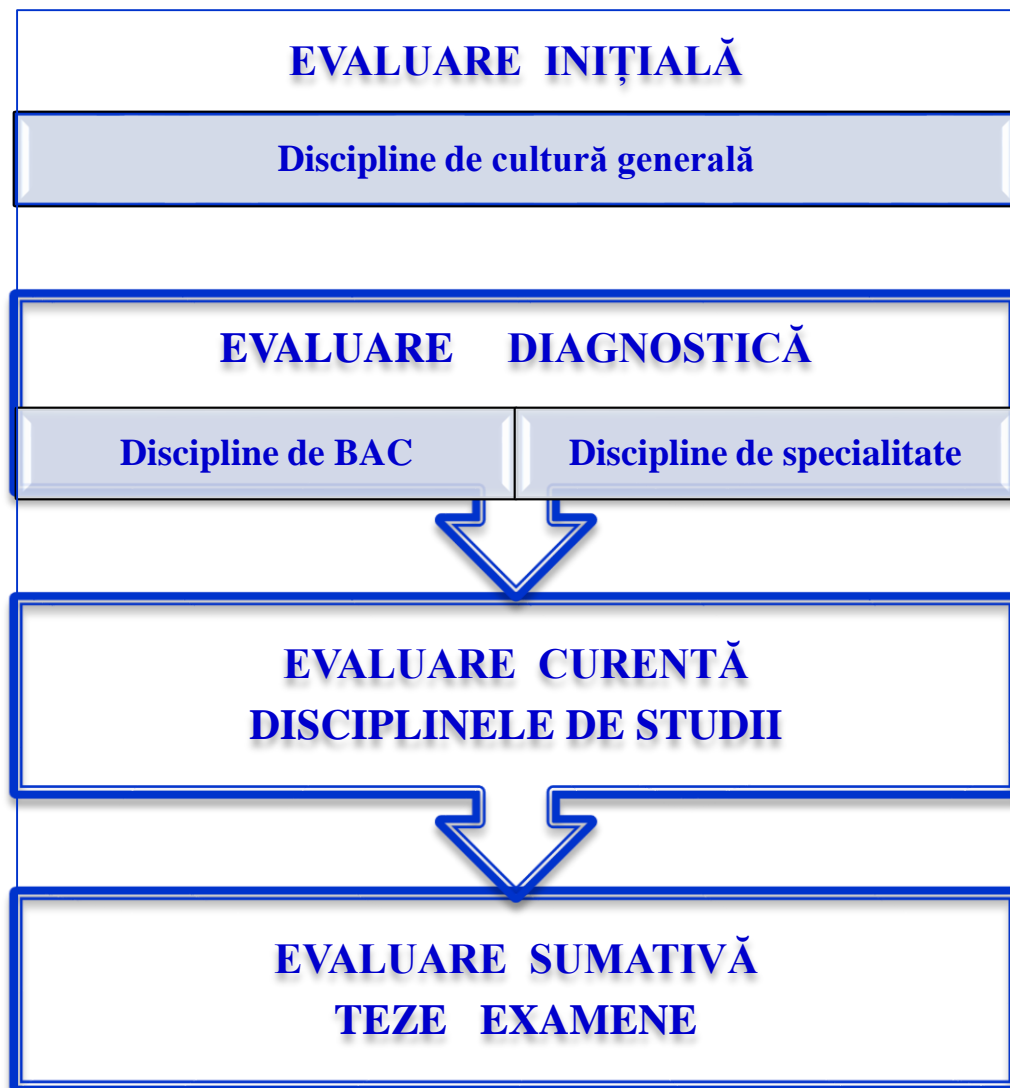 EVALUARE INIȚIALĂ
Discipline de cultură generală
EVALUARE DIAGNOSTICĂ
Discipline de BAC
Discipline de specialitate
EVALUARE CURENTĂ
DISCIPLINELE DE STUDII
EVALUARE SUMATIVĂ
TEZE EXAMENE